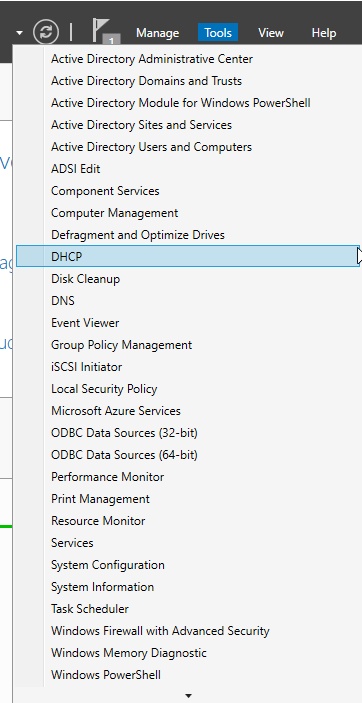 1
Manage Tools View Help
Active Directory Administrative Center
Active Directory Domains and Trusts
Active Directory Module for Windows PowerShell
Active Directory Sites and Services
Active Directory Users and Computers
ADSI Edit
Component Services
Computer Management
Defragment and Optimize Drives
DHCP
Disk Cleanup
DNS
Event Viewer
Group Policy Management
iSCSI Initiator
Local Security Policy
Microsoft Azure Services
ODBC Data Sources (32-bit)
ODBC Data Sources (64-bit)
Performance Monitor
Print Management
Resource Monitor
Services
System Configuration
System Information
Task Scheduler
Windows Firewall with Advanced Security
Windows Memory Diagnostic
Windows PowerShell